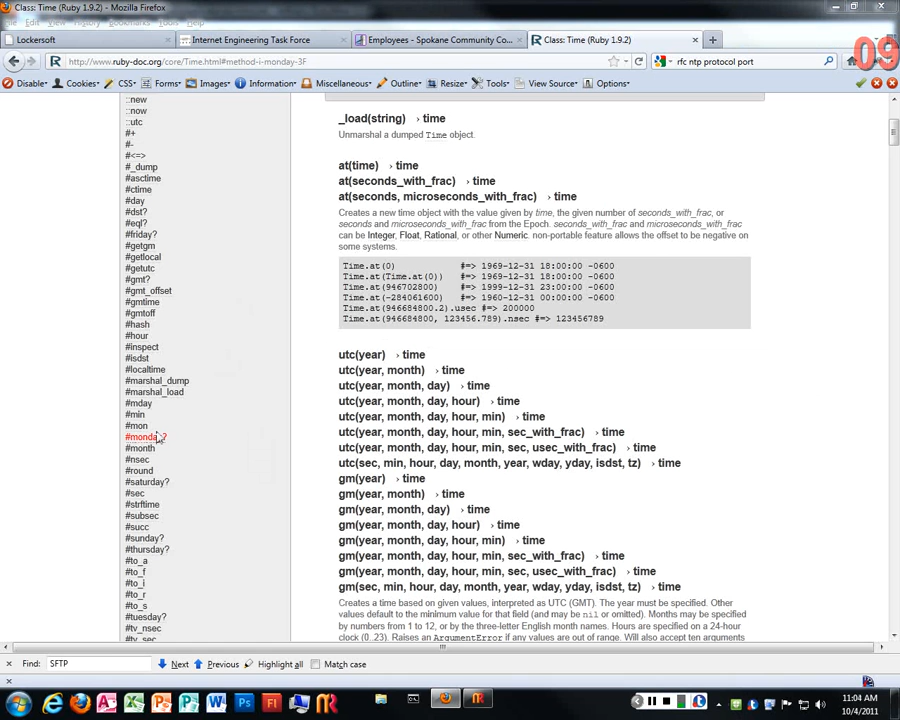 Class: Time (Ruby 1.9.2) - Mozilla Firefox
File Edit View History Bookmarks Tools Help
Lockersoft
Internet Engineering Task Force
Employees - Spokane Community Co...
Class: Time (Ruby 1.9.2)
09
http://www.ruby-doc.org/core/Time.html#method-i-monday-3F
rfc ntp protocol port
Disable Cookies CSS Forms Images Information Miscellaneous Outline Resize Tools View Source Options
::new
::now
::utc
#+
#-
#<=>
#_dump
#asctime
#ctime
#day
#dst?
#eql?
#friday?
#getgm
#getlocal
#getutc
#gmt?
#gmt_offset
#gmtime
#gmtoff
#hash
#hour
#inspect
#isdst
#localtime
#marshal_dump
#marshal_load
#mday
#min
#mon
#monday?
#month
#nsec
#round
#saturday?
#sec
#strftime
#subsec
#succ
#sunday?
#thursday?
#to_a
#to_f
#to_i
#to_r
#to_s
#tuesday?
#tv_nsec
#tv_sec
_load(string) › time
Unmarshal a dumped Time object.
at(time) › time
at(seconds_with_frac) › time
at(seconds, microseconds_with_frac) › time
Creates a new time object with the value given by time, the given number of seconds_with_frac, or
seconds and microseconds_with_frac from the Epoch. seconds_with_frac and microseconds_with_frac
can be Integer, Float, Rational, or other Numeric. non-portable feature allows the offset to be negative on
some systems.
Time.at(0) #=> 1969-12-31 18:00:00 -0600
Time.at(Time.at(0)) #=> 1969-12-31 18:00:00 -0600
Time.at(946702800) #=> 1999-12-31 23:00:00 -0600
Time.at(-284061600) #=> 1960-12-31 00:00:00 -0600
Time.at(946684800.2).usec #=> 200000
Time.at(946684800, 123456.789).nsec #=> 123456789
utc(year) › time
utc(year, month) › time
utc(year, month, day) › time
utc(year, month, day, hour) › time
utc(year, month, day, hour, min) › time
utc(year, month, day, hour, min, sec_with_frac) › time
utc(year, month, day, hour, min, sec, usec_with_frac) › time
utc(sec, min, hour, day, month, year, wday, yday, isdst, tz) › time
gm(year) › time
gm(year, month) › time
gm(year, month, day) › time
gm(year, month, day, hour) › time
gm(year, month, day, hour, min) › time
gm(year, month, day, hour, min, sec_with_frac) › time
gm(year, month, day, hour, min, sec, usec_with_frac) › time
gm(sec, min, hour, day, month, year, wday, yday, isdst, tz) › time
Creates a time based on given values, interpreted as UTC (GMT). The year must be specified. Other
values default to the minimum value for that field (and may be nil or omitted). Months may be specified
by numbers from 1 to 12, or by the three-letter English month names. Hours are specified on a 24-hour
clock (0..23). Raises an ArgumentError if any values are out of range. Will also accept ten arguments
Find: SFTP Next Previous Highlight all Match case
11:04 AM
10/4/2011